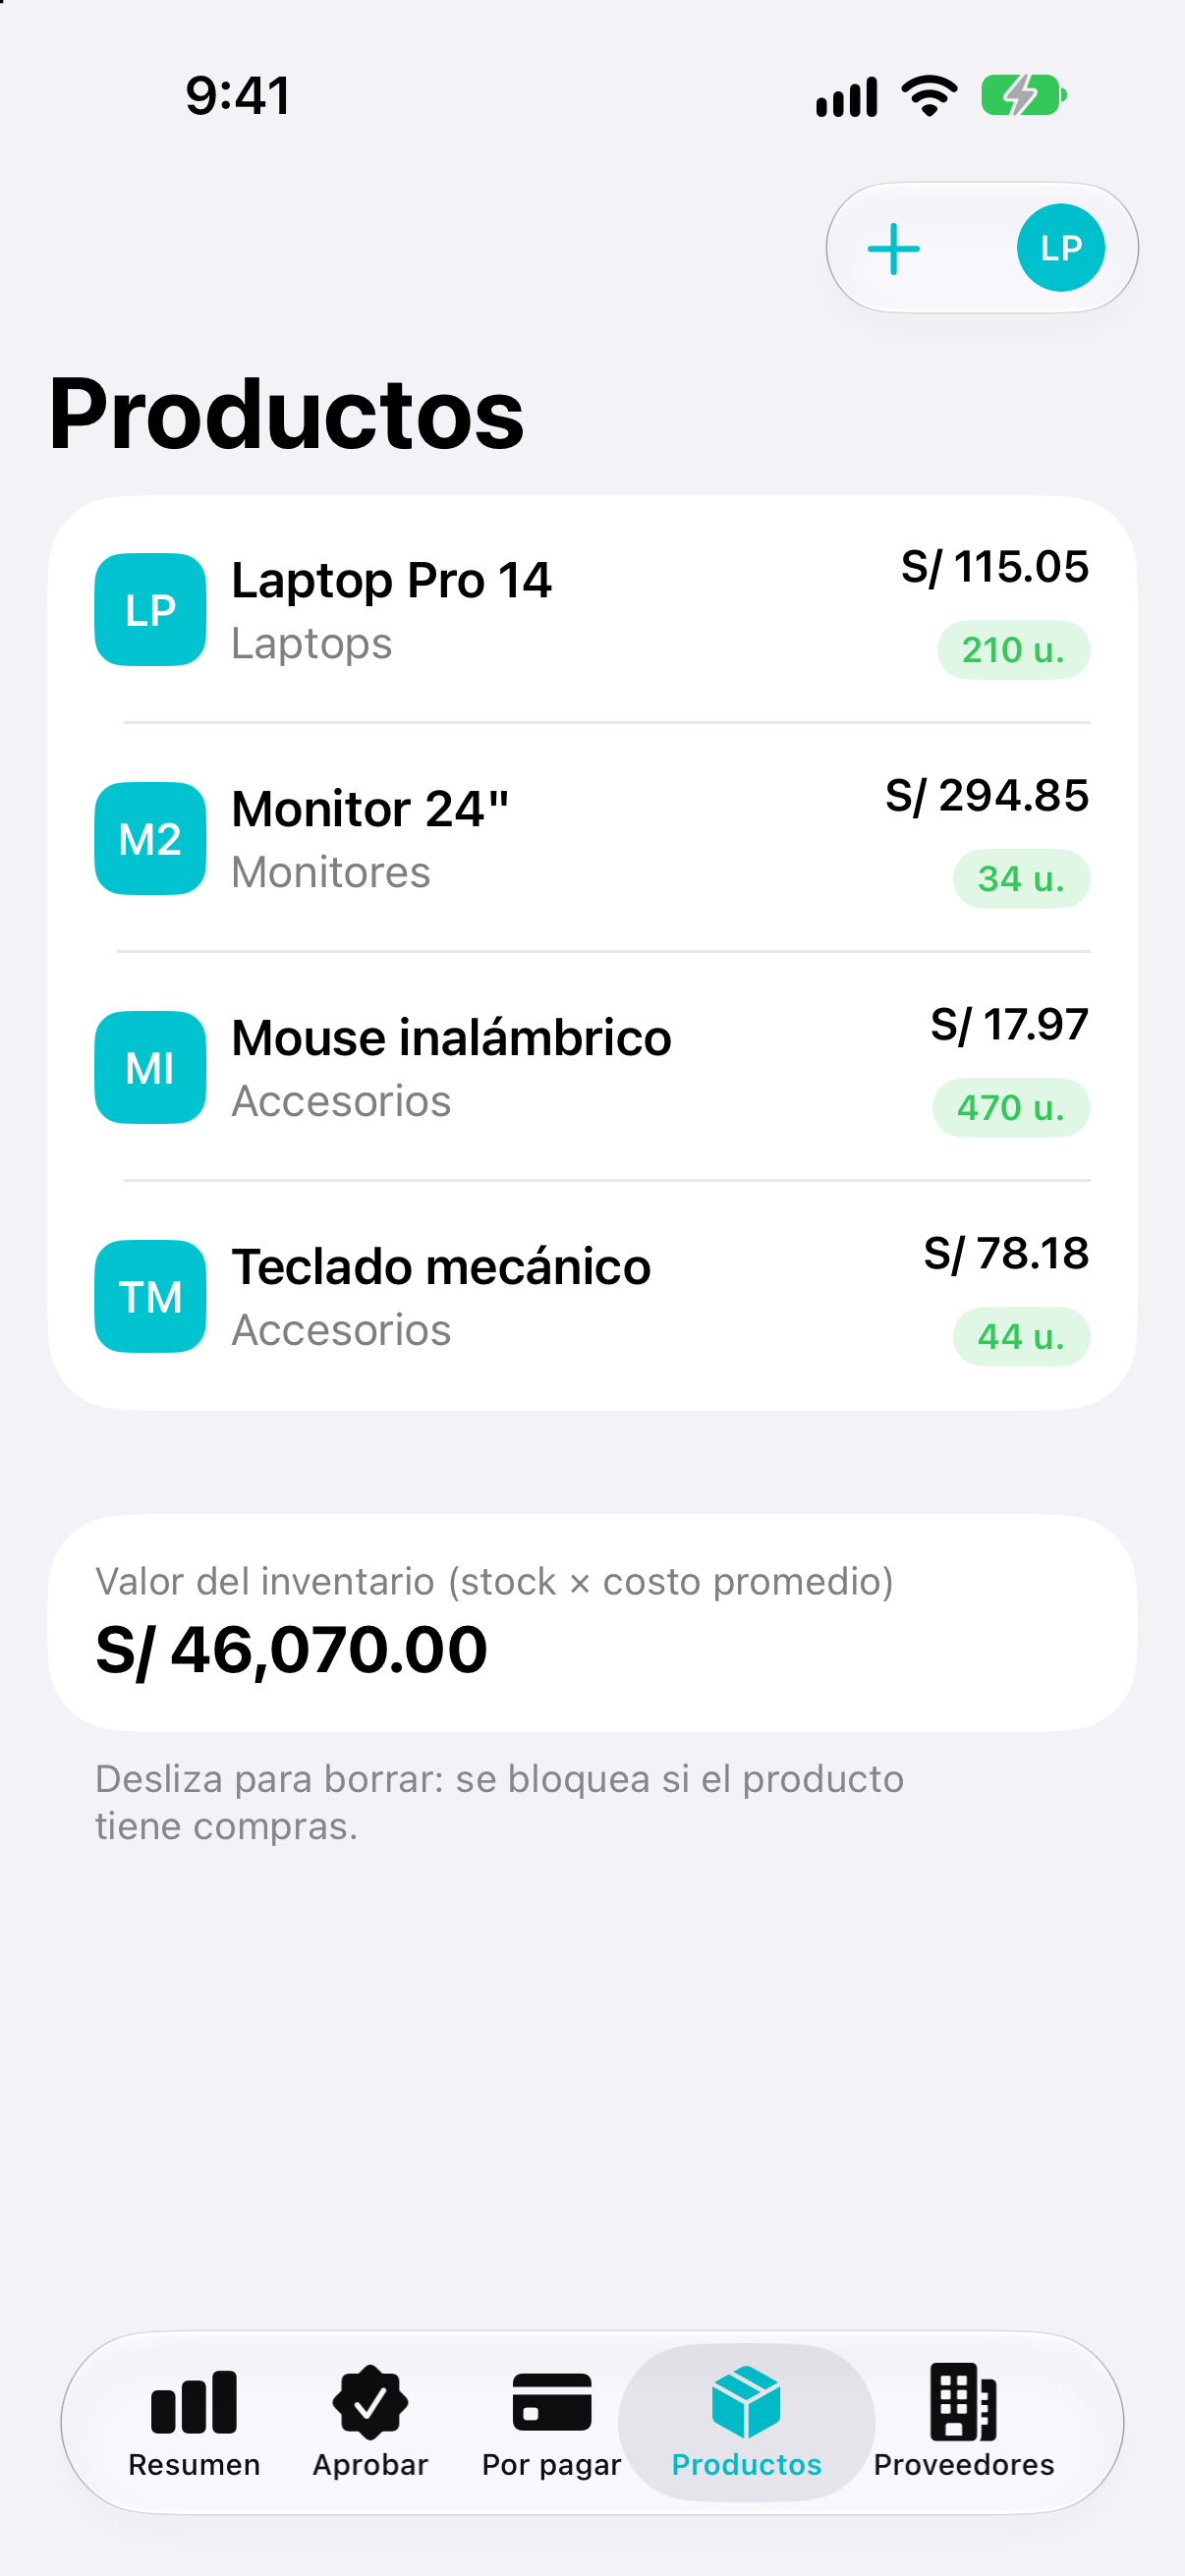 9:41
LP
Productos
LP
Laptop Pro 14
Laptops
S/ 115.05
210 u.
M2
Monitor 24"
Monitores
S/ 294.85
34 u.
MI
Mouse inalámbrico
Accesorios
S/ 17.97
470 u.
TM
Teclado mecánico
Accesorios
S/ 78.18
44 u.
Valor del inventario (stock × costo promedio)
S/ 46,070.00
Desliza para borrar: se bloquea si el producto
tiene compras.
Resumen
Aprobar
Por pagar
Productos
Proveedores